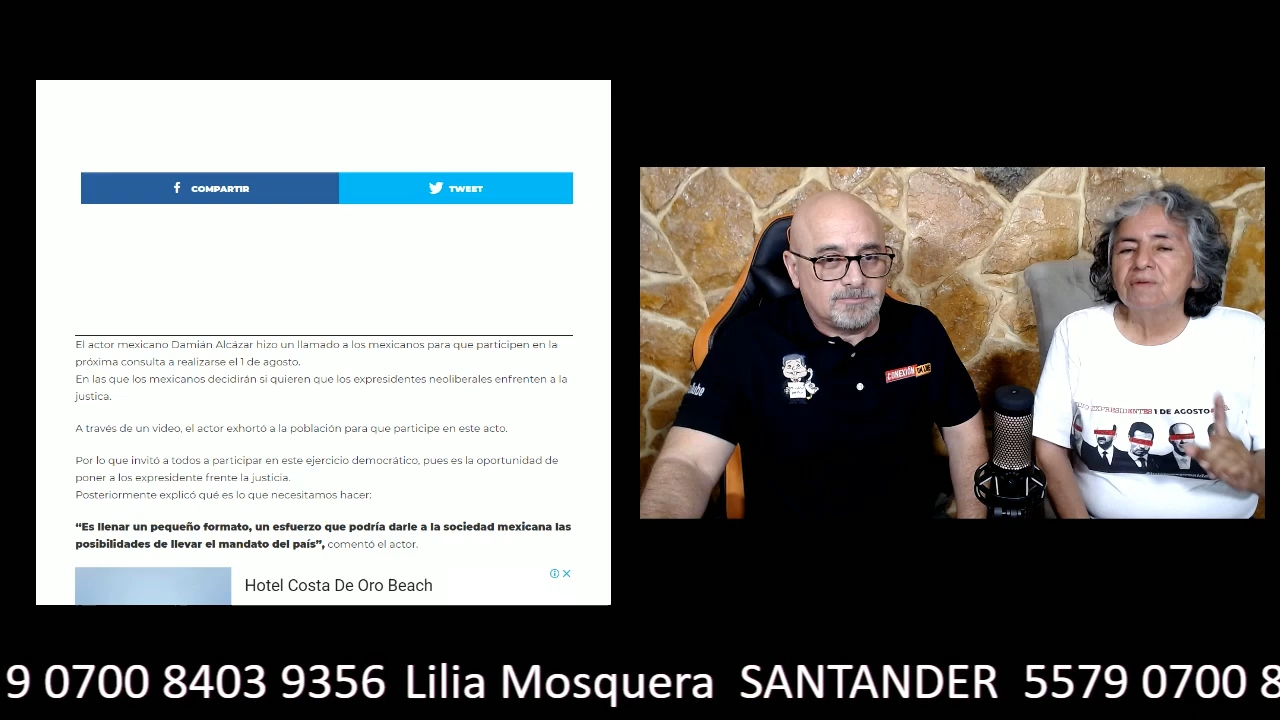 COMPARTIR
TWEET
El actor mexicano Damián Alcázar hizo un llamado a los mexicanos para que participen en la
próxima consulta a realizarse el 1 de agosto.
En las que los mexicanos decidirán si quieren que los expresidentes neoliberales enfrenten a la
justica.
A través de un video, el actor exhortó a la población para que participe en este acto.
Por lo que invitó a todos a participar en este ejercicio democrático, pues es la oportunidad de
poner a los expresidente frente la justicia.
Posteriormente explicó qué es lo que necesitamos hacer:
“Es llenar un pequeño formato, un esfuerzo que podría darle a la sociedad mexicana las
posibilidades de llevar el mandato del país”, comentó el actor.
Hotel Costa De Oro Beach
CONEXIÓN
EXPRESIDENTES 1 DE AGOSTO
9 0700 8403 9356 Lilia Mosquera SANTANDER 5579 0700 8